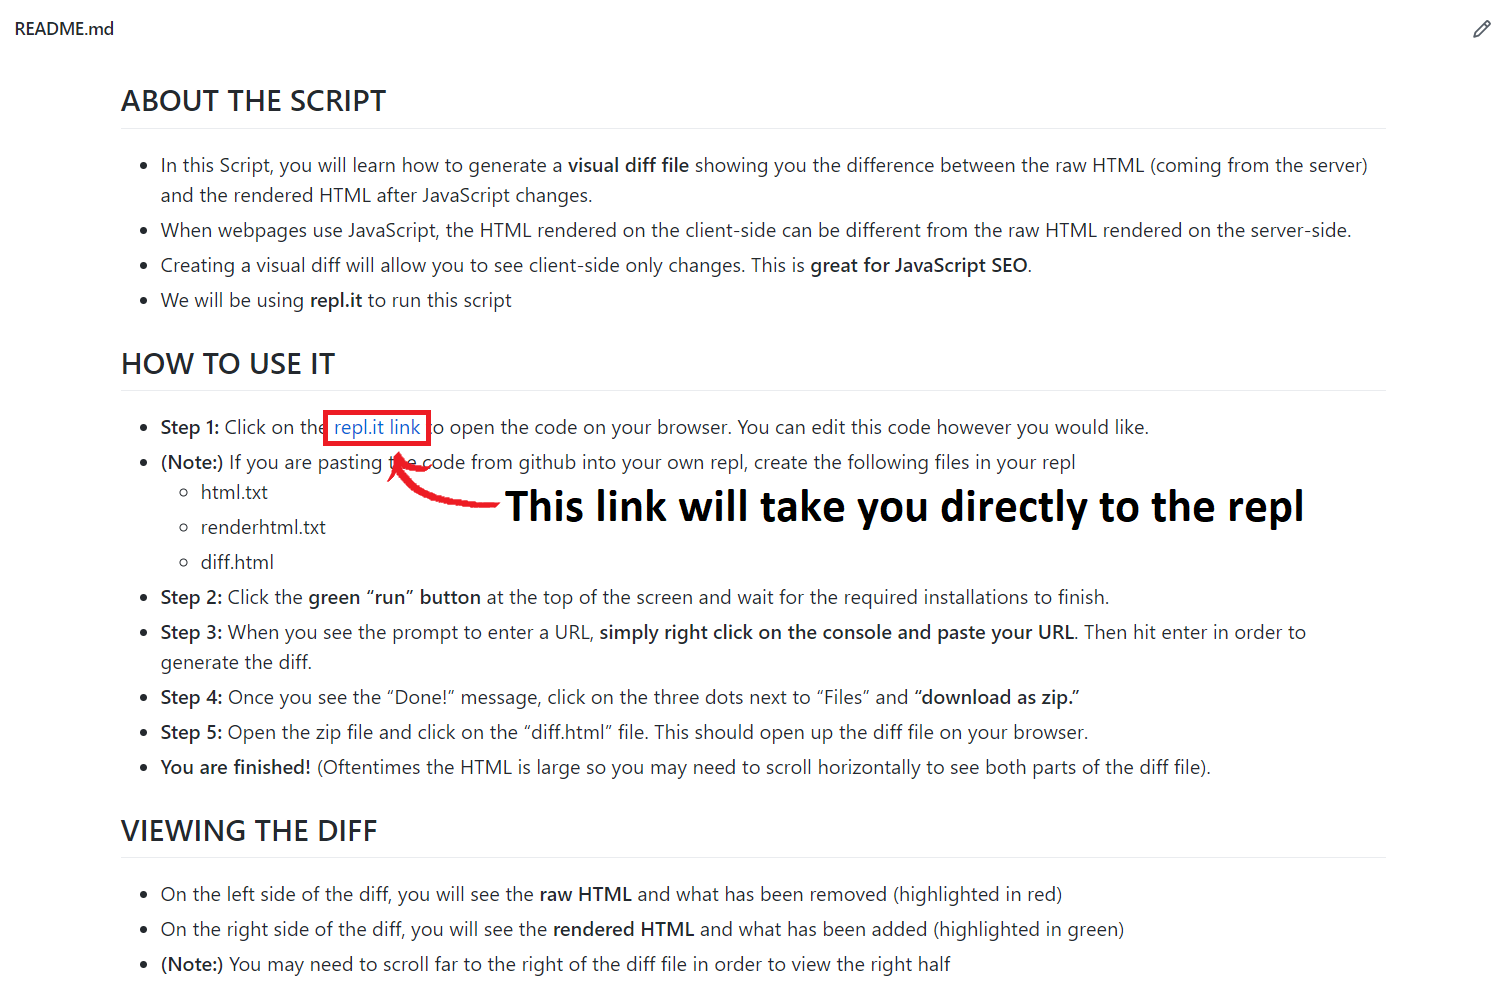 README.md
ABOUT THE SCRIPT
In this Script, you will learn how to generate a visual diff file showing you the difference between the raw HTML (coming from the server)
and the rendered HTML after JavaScript changes.
When webpages use JavaScript, the HTML rendered on the client-side can be different from the raw HTML rendered on the server-side.
Creating a visual diff will allow you to see client-side only changes. This is great for JavaScript SEO.
We will be using repl.it to run this script
HOW TO USE IT
Step 1: Click on the repl.it link to open the code on your browser. You can edit this code however you would like.
(Note:) If you are pasting the code from github into your own repl, create the following files in your repl
html.txt
This link will take you directly to the repl
renderhtml.txt
diff.html
Step 2: Click the green “run” button at the top of the screen and wait for the required installations to finish.
Step 3: When you see the prompt to enter a URL, simply right click on the console and paste your URL. Then hit enter in order to
generate the diff.
Step 4: Once you see the “Done!” message, click on the three dots next to “Files” and “download as zip.”
Step 5: Open the zip file and click on the “diff.html” file. This should open up the diff file on your browser.
You are finished! (Oftentimes the HTML is large so you may need to scroll horizontally to see both parts of the diff file).
VIEWING THE DIFF
On the left side of the diff, you will see the raw HTML and what has been removed (highlighted in red)
On the right side of the diff, you will see the rendered HTML and what has been added (highlighted in green)
(Note:) You may need to scroll far to the right of the diff file in order to view the right half